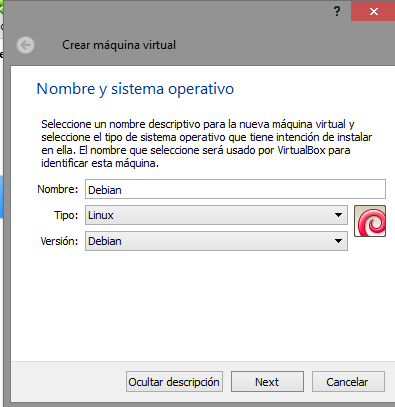 ?
Crear máquina virtual
Nombre y sistema operativo
Seleccione un nombre descriptivo para la nueva máquina virtual y
seleccione el tipo de sistema operativo que tiene intención de instalar
en ella. El nombre que seleccione será usado por VirtualBox para
identificar esta máquina.
Nombre: Debian
Tipo: Linux
Versión: Debian
Ocultar descripción Next Cancelar